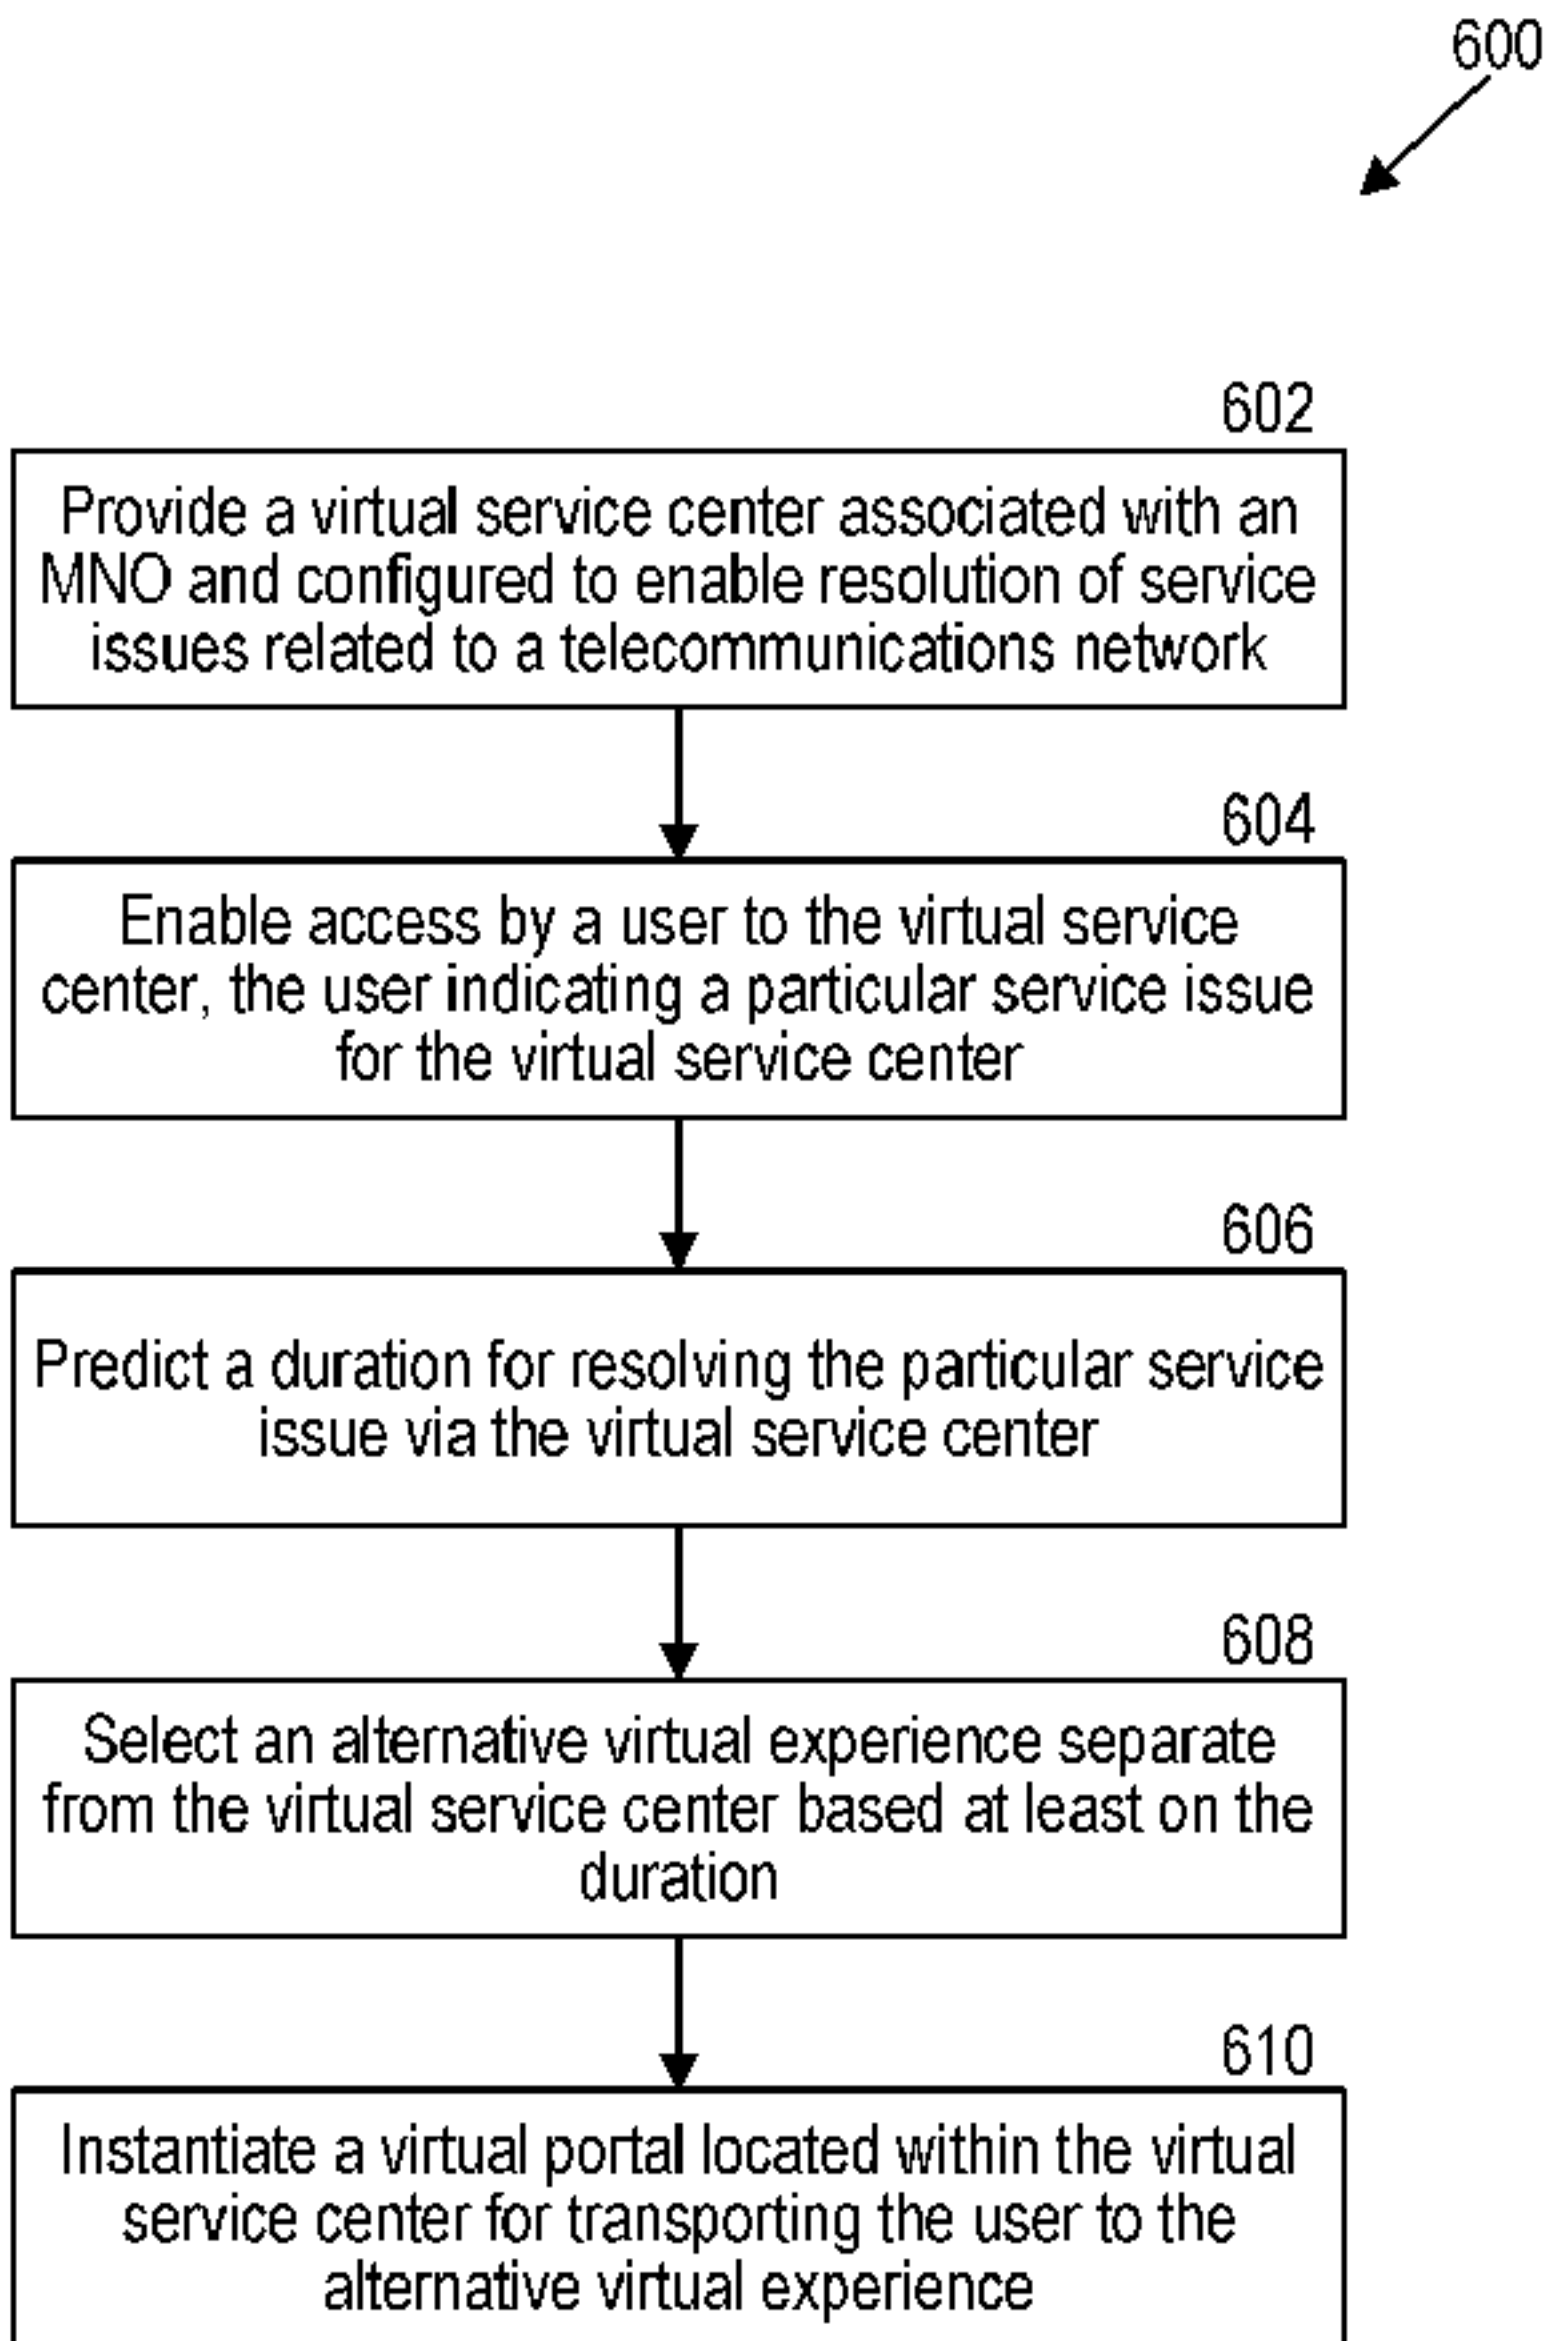 600
602
Provide a virtual service center associated with an
MNO and configured to enable resolution of service
issues related to a telecommunications network
604
Enable access by a user to the virtual service
center, the user indicating a particular service issue
for the virtual service center
606
Predict a duration for resolving the particular service
issue via the virtual service center
608
Select an alternative virtual experience separate
from the virtual service center based at least on the
duration
610
Instantiate a virtual portal located within the virtual
service center for transporting the user to the
alternative virtual experience